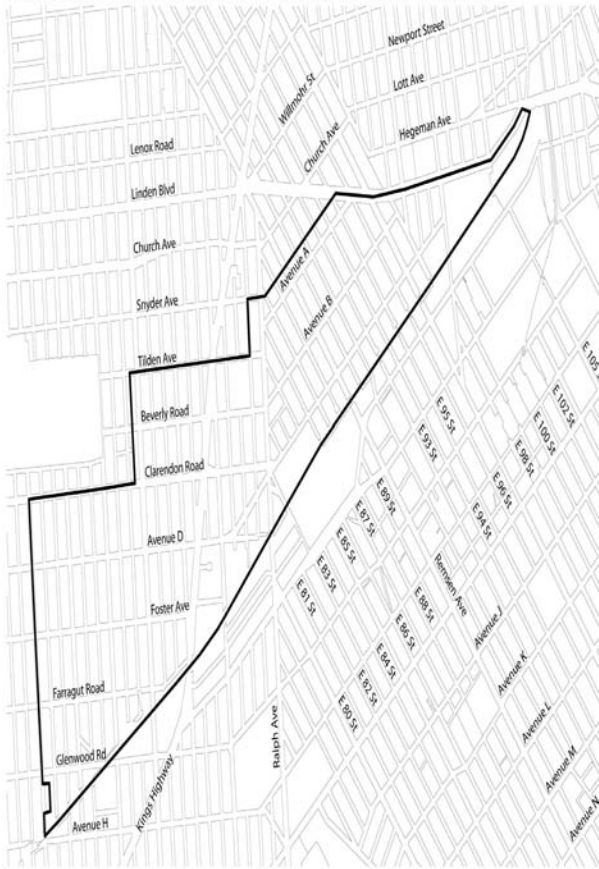 Newport Street
Lott Ave
Willmohr St
Hegeman Ave
Church Ave
Lenox Road
Linden Blvd
Church Ave
Avenue A
Snyder Ave
Avenue B
Tilden Ave
E 105 S
Beverly Road
E 102 St
E 95 St
E 100 St
E 93 St
Clarendon Road
E 98 St
E 96 St
E 89 St
E 94 St
E 87 St
Avenue D
E 85 St
Remsen Ave
E 83 St
E 88 St
E 81 St
Foster Ave
E 86 St
Avenue J
E 84 St
Avenue K
E 82 St
Farragut Road
E 80 St
Avenue L
Ralph Ave
Glenwood Rd
Avenue M
Kings Highway
Avenue H
Avenue N